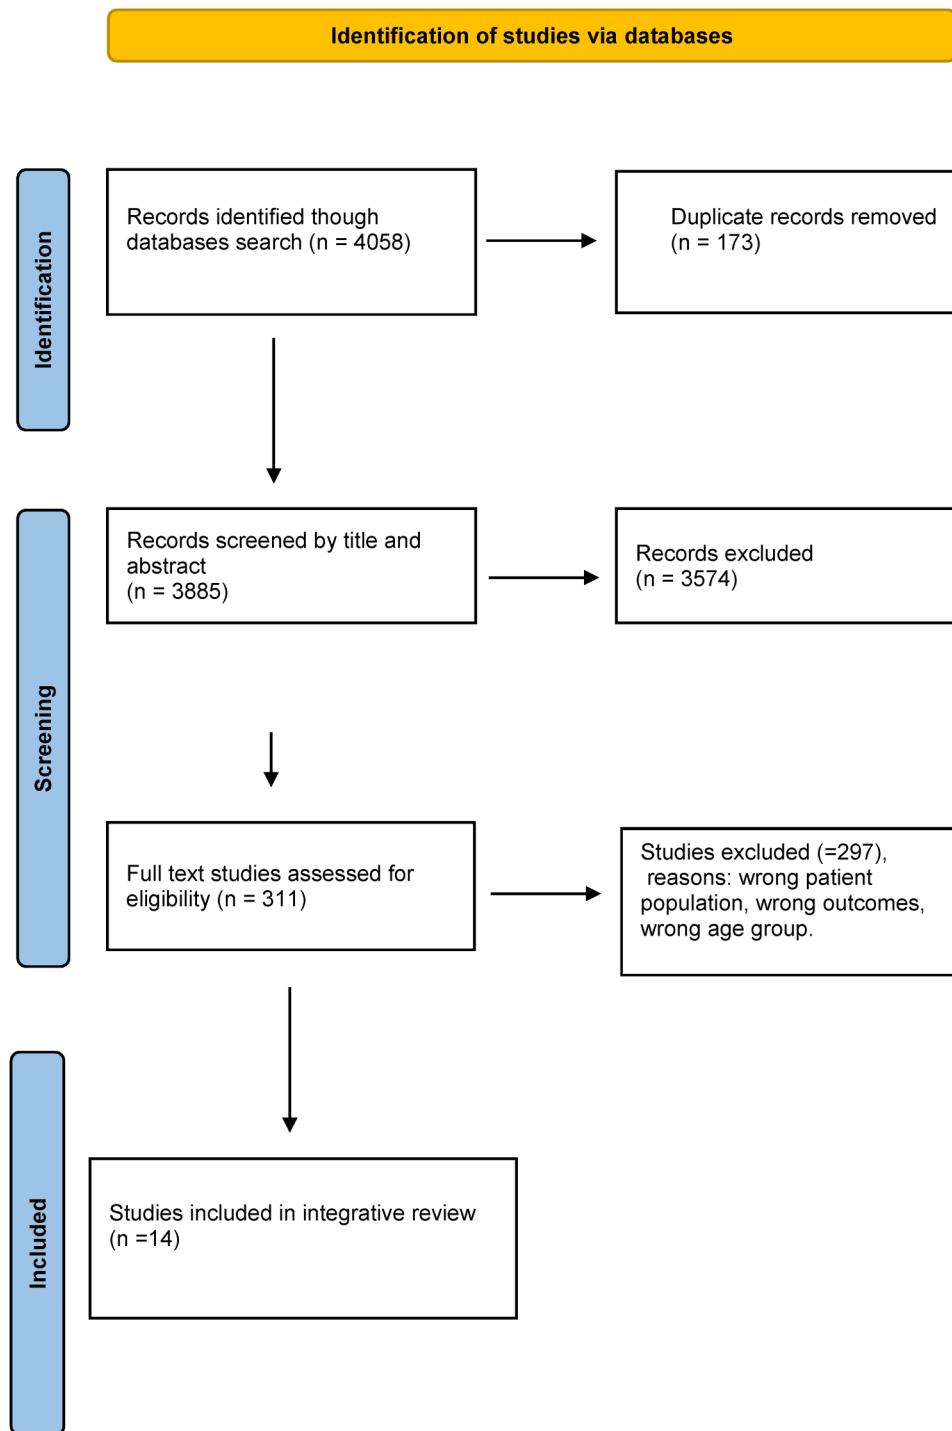 Identification of studies via databases
Identification
Records identified though
databases search (n = 4058)
Duplicate records removed
(n = 173)
Screening
Records screened by title and
abstract
(n = 3885)
Records excluded
(n = 3574)
Full text studies assessed for
eligibility (n = 311)
Studies excluded (=297),
reasons: wrong patient
population, wrong outcomes,
wrong age group.
Included
Studies included in integrative review
(n =14)